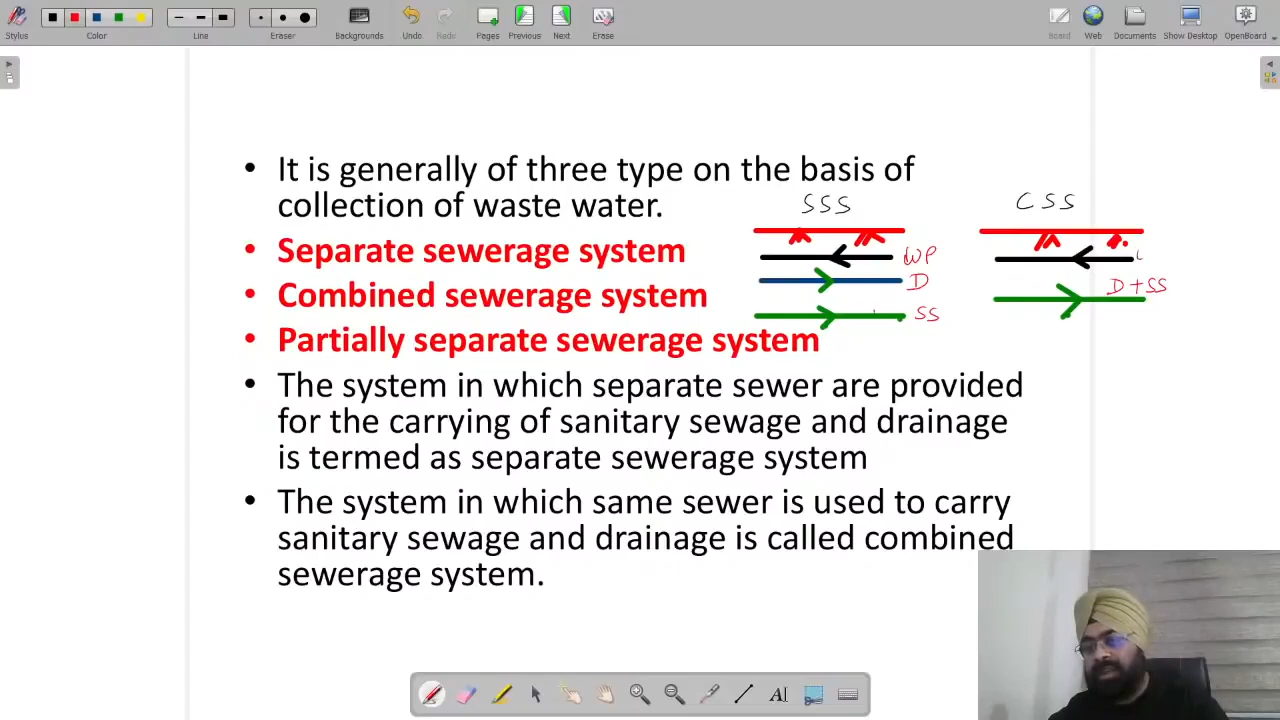 Stylus
Color
Line
Eraser
Backgrounds
Undo
Redo
Pages
Previous
Next
Erase
Board
Web
Documents
Show Desktop
OpenBoard
• It is generally of three type on the basis of
collection of waste water.
• Separate sewerage system
• Combined sewerage system
• Partially separate sewerage system
• The system in which separate sewer are provided
for the carrying of sanitary sewage and drainage
is termed as separate sewerage system
• The system in which same sewer is used to carry
sanitary sewage and drainage is called combined
sewerage system.
SSS
WP
D
SS
CSS
D+SS
AI